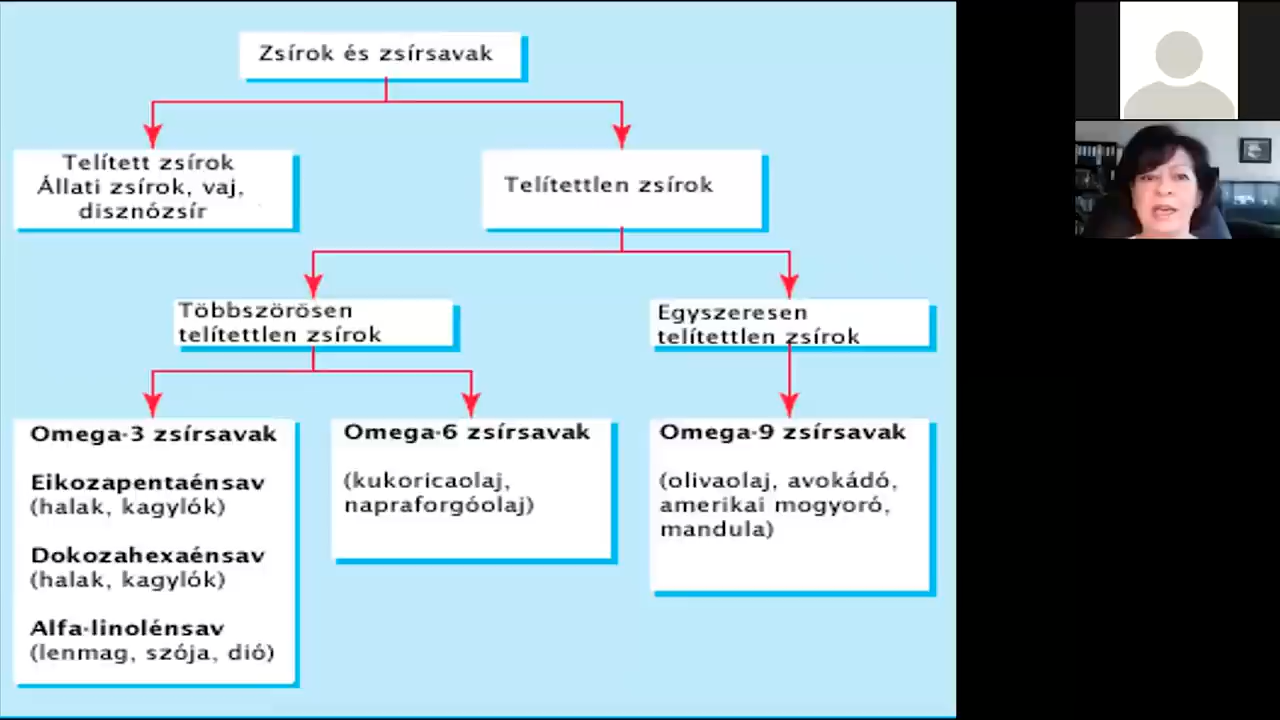 Zsírok és zsírsavak
Telített zsírok
Állati zsírok, vaj,
disznózsír
Telítettlen zsírok
Többszörösen
telítettlen zsírok
Egyszeresen
telítettlen zsírok
Omega-3 zsírsavak
Eikozapentaénsav
(halak, kagylók)
Dokozahexaénsav
(halak, kagylók)
Alfa-linolénsav
(lenmag, szója, dió)
Omega-6 zsírsavak
(kukoricaolaj,
napraforgóolaj)
Omega-9 zsírsavak
(olivaolaj, avokádó,
amerikai mogyoró,
mandula)